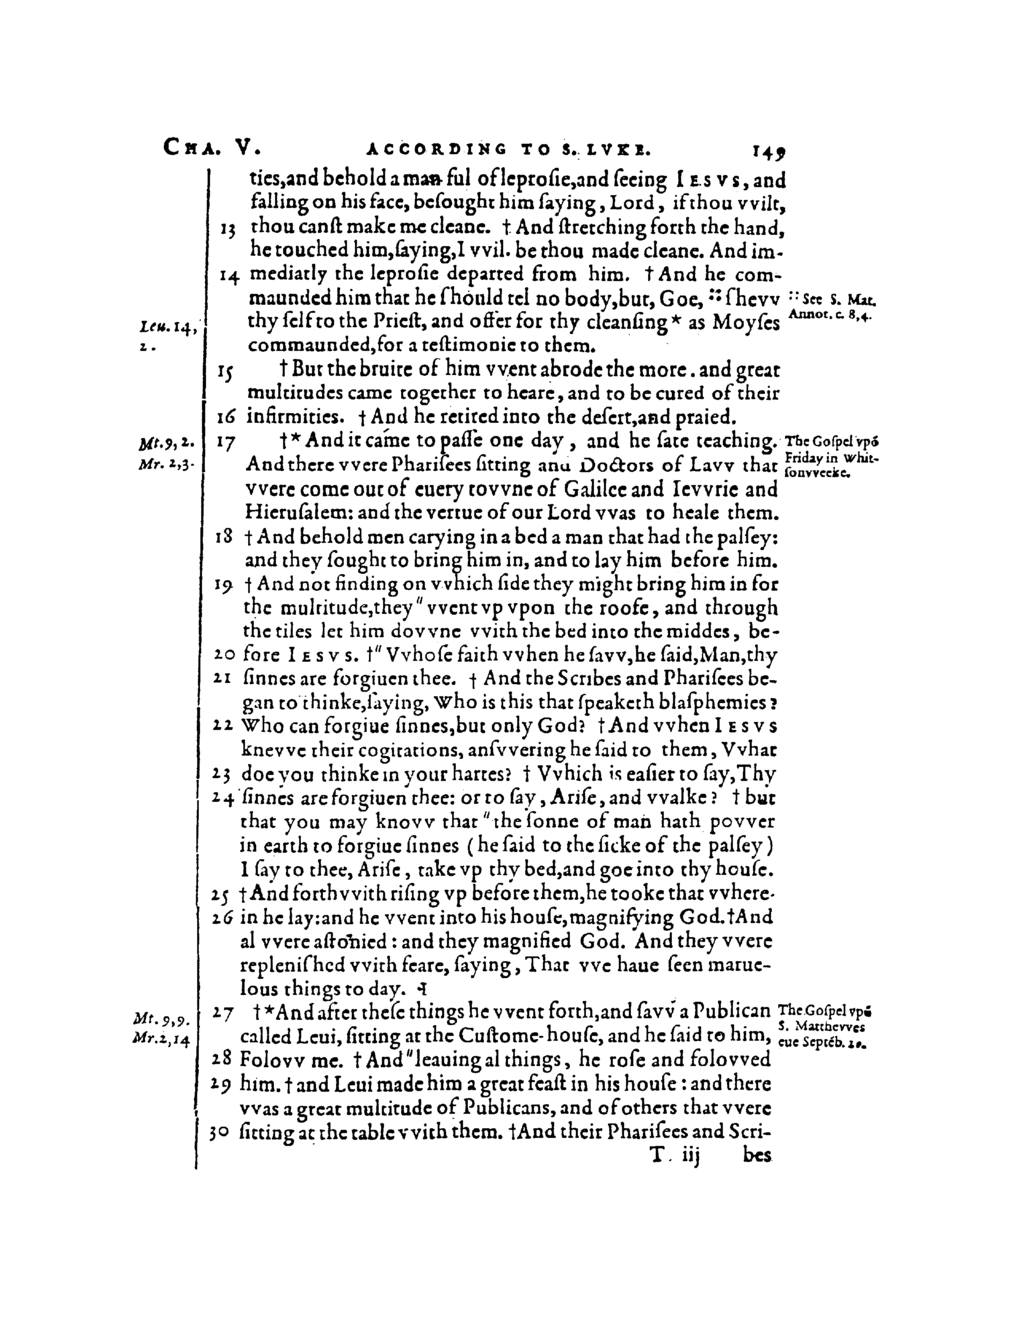 CHA. V. ACCORDING TO S. LVKE. 149
ties,and behold a man ful of leprosie,and seeing IESVS, and
falling on his face, besought him saying, Lord, if thou vvilt,
13 thou canst make me cleane. † And stretching forth the hand,
he touched him,saying,I vvil. be thou made cleane. And im-
14 mediatly the leprosie departed from him. † And he com-
maunded him that he should tel no body,but, Goe, :: shevv :: See S. Mat.
Leu. 14, thy self to the Priest, and offer for thy cleansing * as Moyses Annot. c. 8,4.
2. commaunded,for a testimonie to them.
15 † But the bruite of him vvent abrode the more. and great
multitudes came together to heare, and to be cured of their
16 infirmities. † And he retired into the desert,and praied.
Mt.9,2. 17 †* And it came to passe one day, and he sate teaching. The Gospel vpō
Mr. 2,3. And there vvere Pharisees sitting and Doctors of Lavv that Friday in Whit-
vvere come out of euery tovvne of Galilee and Ievvrie and sonvveeke.
Hierusalem: and the vertue of our Lord vvas to heale them.
18 † And behold men carying in a bed a man that had the palsey:
and they sought to bring him in, and to lay him before him.
19 † And not finding on vvhich side they might bring him in for
the multitude,they " vvent vp vpon the roofe, and through
the tiles let him dovvne vvith the bed into the middes, be-
20 fore IESVS. †" Vvhose faith vvhen he savv,he said,Man,thy
21 sinnes are forgiuen thee. † And the Scribes and Pharisees be-
gan to thinke,saying, Who is this that speaketh blasphemies?
22 Who can forgiue sinnes,but only God? † And vvhen IESVS
knevve their cogitations, ansvvering he said to them, Vvhat
23 doe you thinke in your hartes? † Vvhich is easier to say,Thy
24 sinnes are forgiuen thee: or to say, Arise, and vvalke? † but
that you may knovv that " the sonne of man hath povver
in earth to forgiue sinnes (he said to the sicke of the palsey)
I say to thee, Arise, take vp thy bed,and goe into thy house.
25 † And forthvvith rising vp before them,he tooke that vvhere-
26 in he lay:and he vvent into his house,magnifying God.†And
al vvere astonied: and they magnified God. And they vvere
replenished vvith feare, saying, That vve haue seen maruc-
lous things to day. ⁌
Mt. 9,9. 27 †*And after these things he vvent forth,and savv a Publican The Gospel vpō
Mr.2,14 called Leui, sitting at the Custome-house, and he said to him, S. Matthevves
28 Folovv me. † And " leauing al things, he rose and folovved eue Septēb. 20.
29 him. † and Leui made him a great feast in his house: and there
vvas a great multitude of Publicans, and of others that vvere
30 sitting at the table vvith them. †And their Pharisees and Scri-
T. iij bes